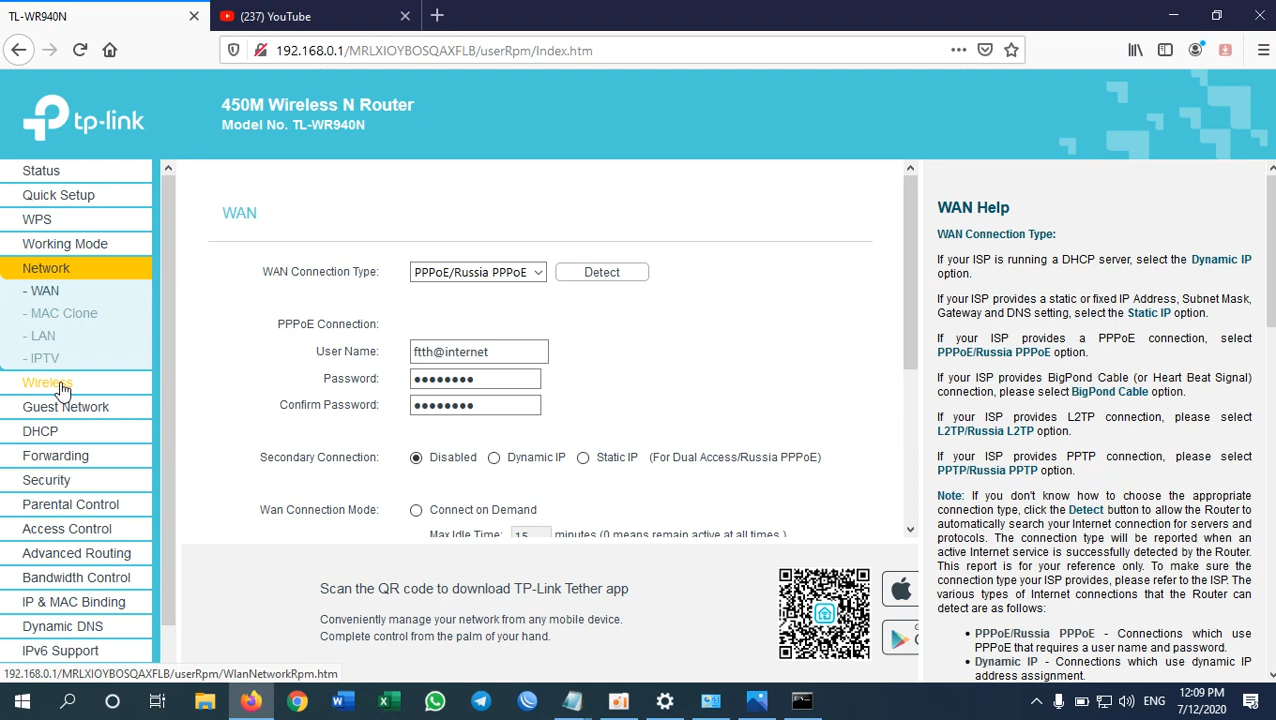 TL-WR940N
(237) YouTube
192.168.0.1/MRLXIOYBOSQAXFLB/userRpm/Index.htm
tp-link
450M Wireless N Router
Model No. TL-WR940N
Status
Quick Setup
WPS
Working Mode
Network
- WAN
- MAC Clone
- LAN
- IPTV
Wireless
Guest Network
DHCP
Forwarding
Security
Parental Control
Access Control
Advanced Routing
Bandwidth Control
IP & MAC Binding
Dynamic DNS
IPv6 Support
192.168.0.1/MRLXIOYBOSQAXFLB/userRpm/WlanNetworkRpm.htm
WAN
WAN Connection Type: PPPoE/Russia PPPoE Detect
PPPoE Connection:
User Name: ftth@internet
Password: ●●●●●●●●
Confirm Password: ●●●●●●●●
Secondary Connection: Disabled Dynamic IP Static IP (For Dual Access/Russia PPPoE)
Wan Connection Mode: Connect on Demand
Max Idle Time: 15 minutes (0 means remain active at all times.)
Scan the QR code to download TP-Link Tether app
Conveniently manage your network from any mobile device.
Complete control from the palm of your hand.
WAN Help
WAN Connection Type:
If your ISP is running a DHCP server, select the Dynamic IP
option.
If your ISP provides a static or fixed IP Address, Subnet Mask,
Gateway and DNS setting, select the Static IP option.
If your ISP provides a PPPoE connection, select
PPPoE/Russia PPPoE option.
If your ISP provides BigPond Cable (or Heart Beat Signal)
connection, please select BigPond Cable option.
If your ISP provides L2TP connection, please select
L2TP/Russia L2TP option.
If your ISP provides PPTP connection, please select
PPTP/Russia PPTP option.
Note: If you don't know how to choose the appropriate
connection type, click the Detect button to allow the Router to
automatically search your Internet connection for servers and
protocols. The connection type will be reported when an
active Internet service is successfully detected by the Router.
This report is for your reference only. To make sure the
connection type your ISP provides, please refer to the ISP. The
various types of Internet connections that the Router can
detect are as follows:
• PPPoE/Russia PPPoE - Connections which use
PPPoE that requires a user name and password.
• Dynamic IP - Connections which use dynamic IP
address assignment.
ENG
12:09 PM
7/12/2020